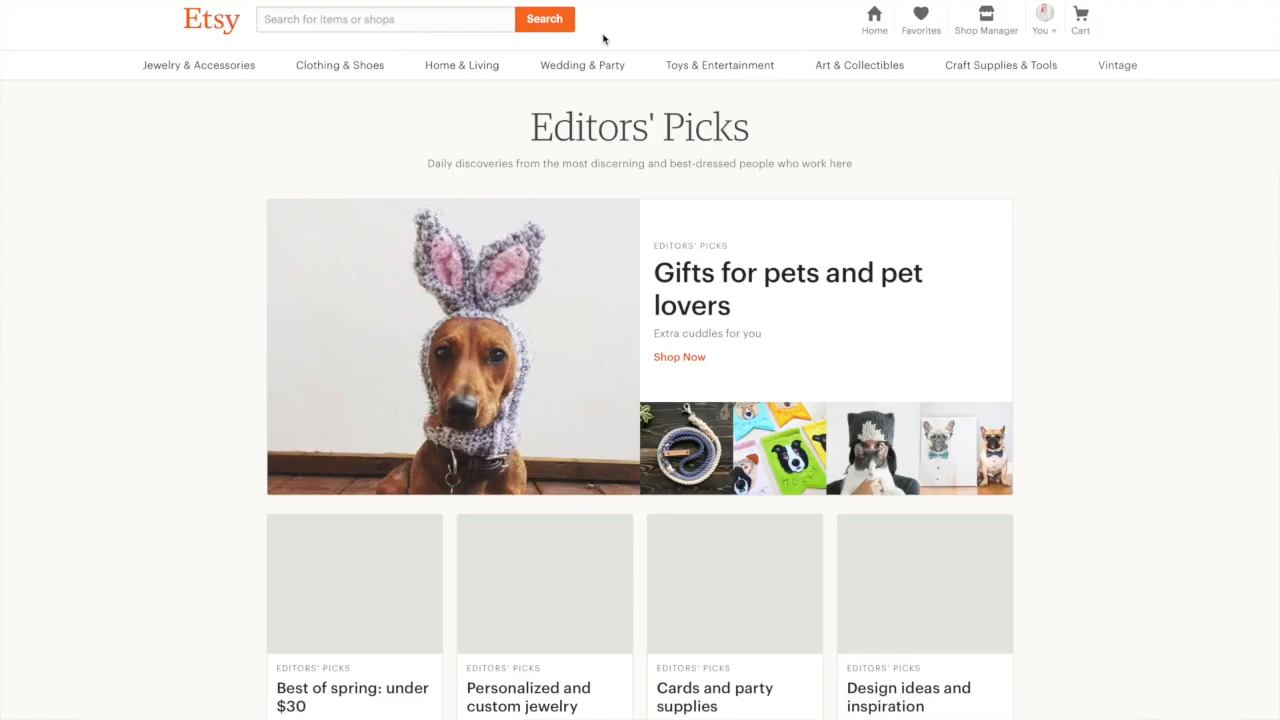 Etsy
Search for items or shops
Search
Home
Favorites
Shop Manager
You
Cart
Jewelry & Accessories
Clothing & Shoes
Home & Living
Wedding & Party
Toys & Entertainment
Art & Collectibles
Craft Supplies & Tools
Vintage
Editors' Picks
Daily discoveries from the most discerning and best-dressed people who work here
EDITORS' PICKS
Gifts for pets and pet
lovers
Extra cuddles for you
Shop Now
EDITORS' PICKS
Best of spring: under
$30
EDITORS' PICKS
Personalized and
custom jewelry
EDITORS' PICKS
Cards and party
supplies
EDITORS' PICKS
Design ideas and
inspiration